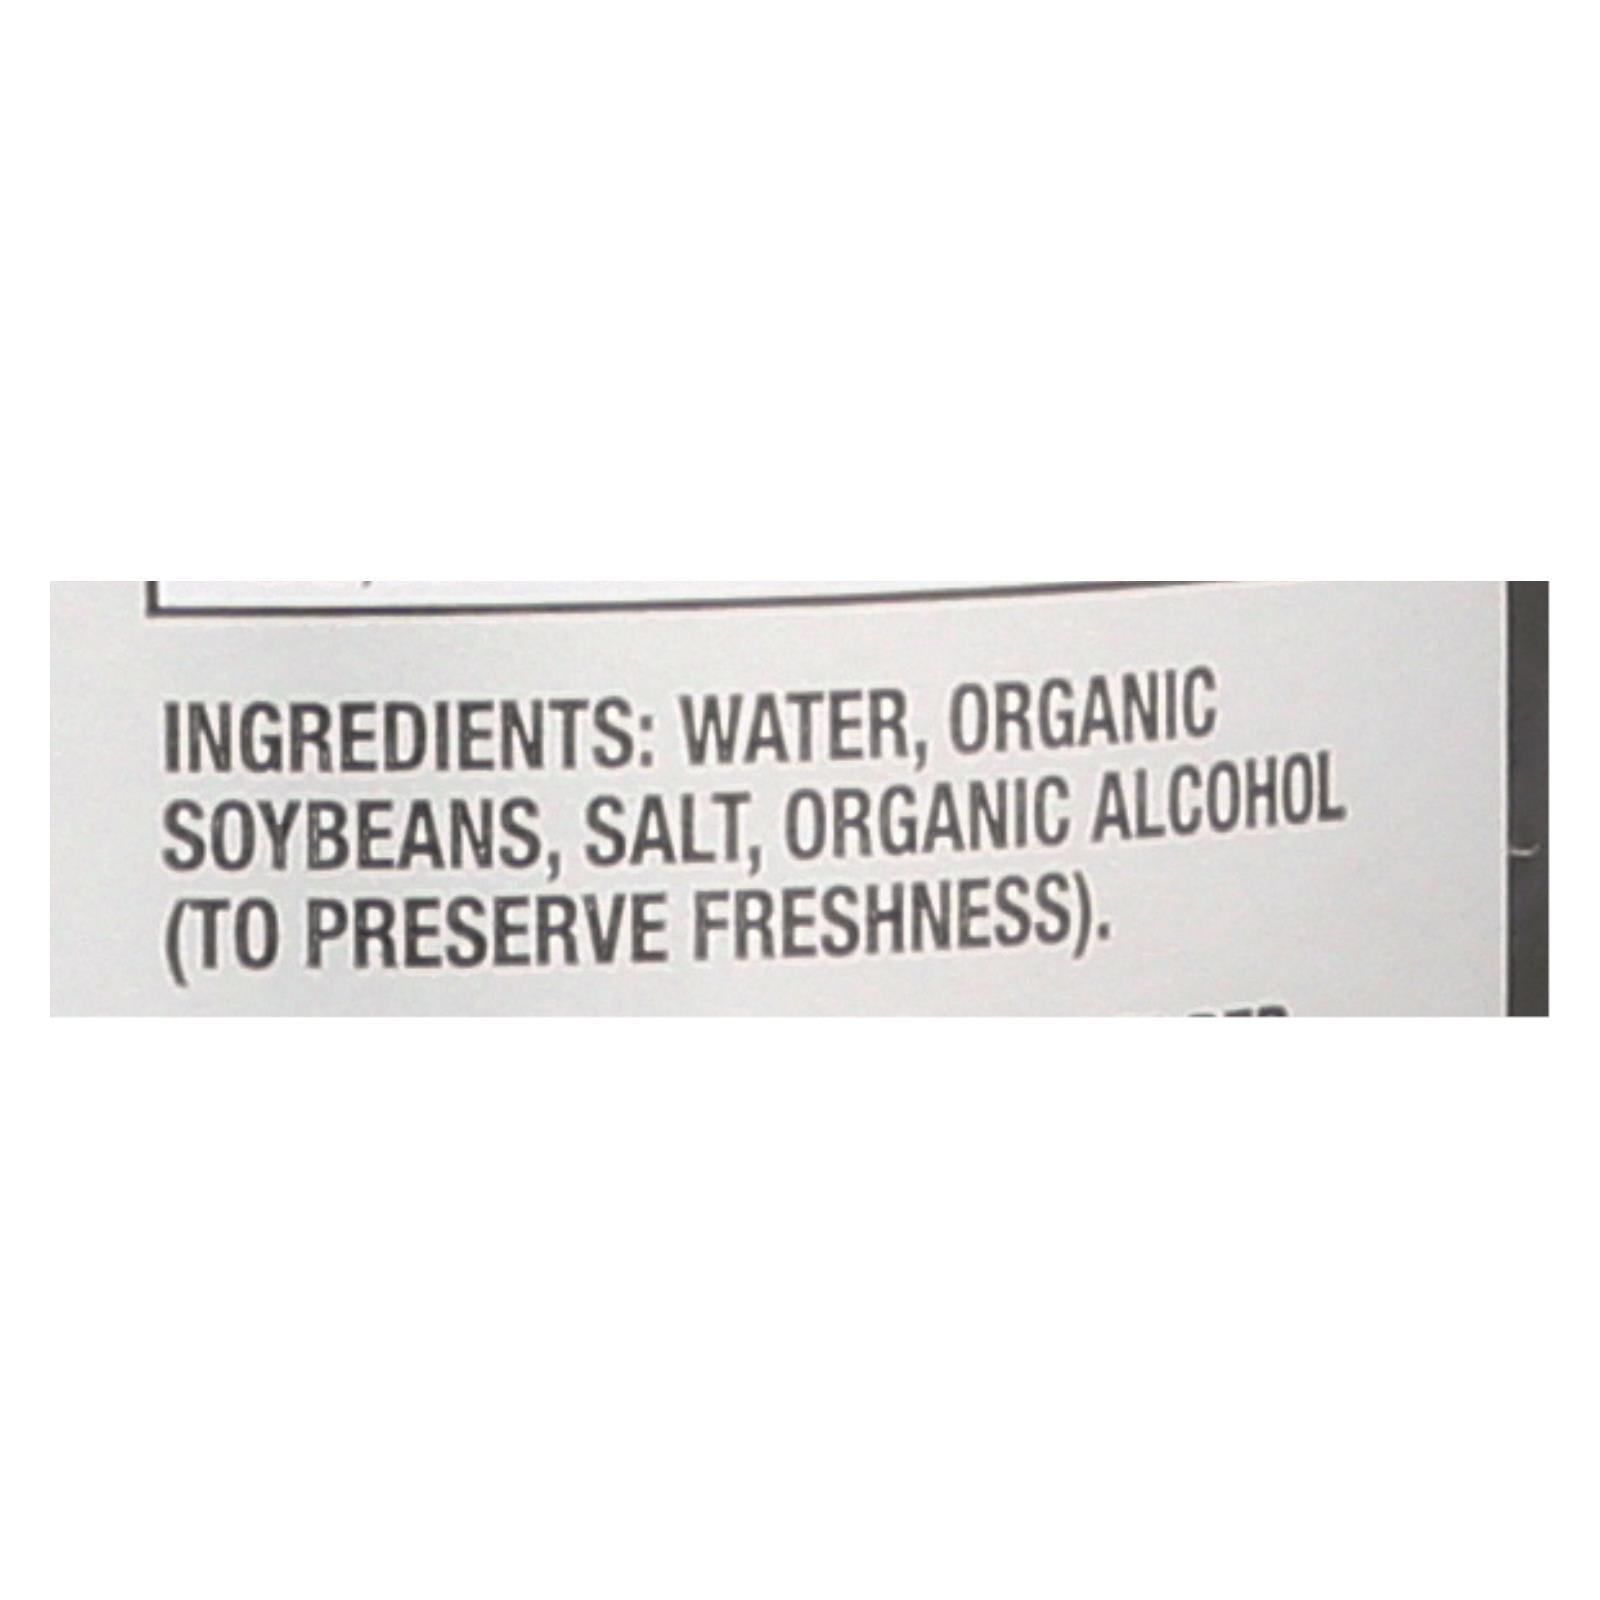 INGREDIENTS: WATER, ORGANIC
SOYBEANS, SALT, ORGANIC ALCOHOL
(TO PRESERVE FRESHNESS).